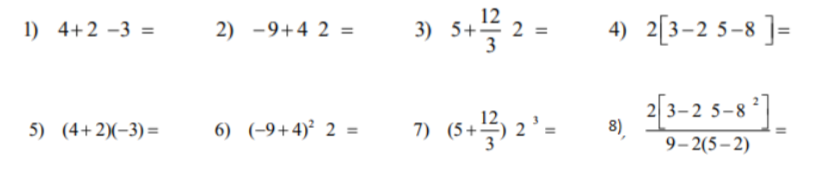 1) 4+2 −3 = 2) −9+4 2 = 3) 5+12/3 2 = 4) 2[3−2 5−8 ]=
5) (4+2)(−3)= 6) (−9+4)² 2 = 7) (5+12/3) 2 ³ = 8), 2[3−2 5−8 ²]/9−2(5−2) =